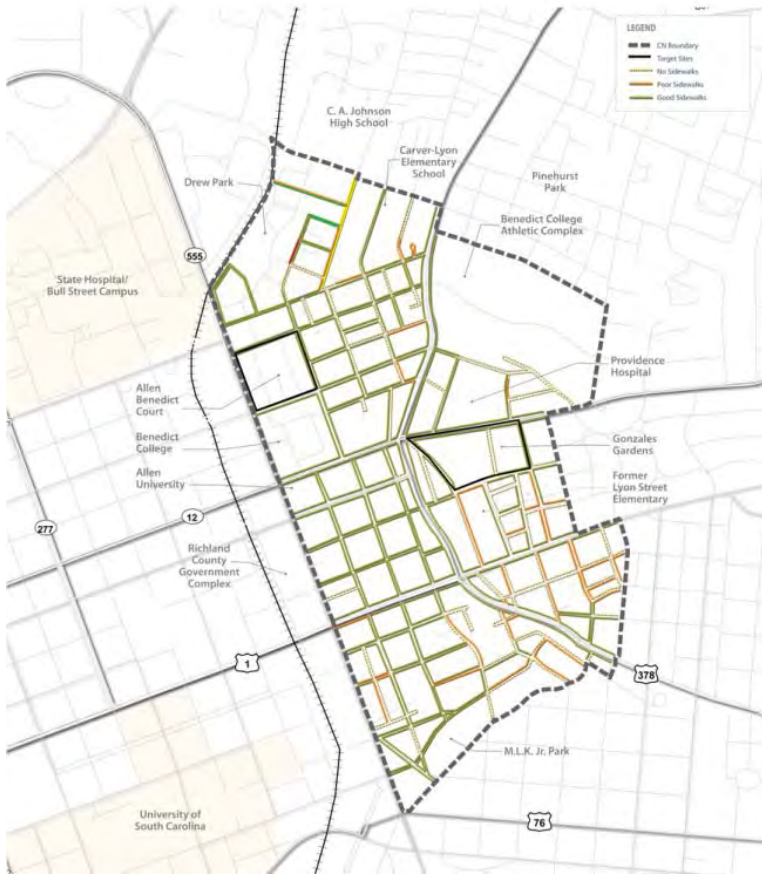 LEGEND
CN Boundary
Target Sites
No Sidewalks
Poor Sidewalks
Good Sidewalks
C. A. Johnson
High School
Carver-Lyon
Elementary
School
Drew Park
Pinehurst
Park
Benedict College
Athletic Complex
555
State Hospital/
Bull Street Campus
Providence
Hospital
Allen
Benedict
Court
Benedict
College
Gonzales
Gardens
Allen
University
Former
Lyon Street
Elementary
12
277
Richland
County
Government
Complex
1
378
M.L.K. Jr. Park
University of
South Carolina
76